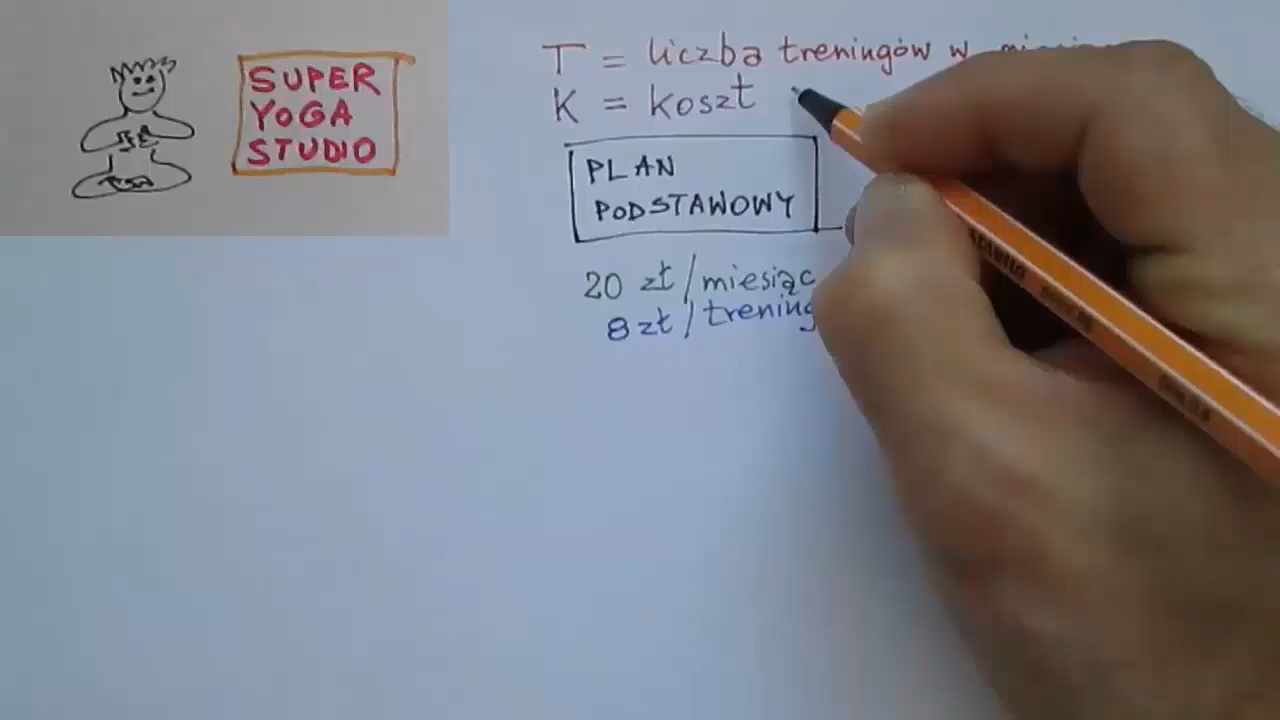 SUPER
YOGA
STUDIO
T = liczba treningów w
K = koszt
PLAN
PODSTAWOWY
20 zł / miesiąc
8 zł / trening